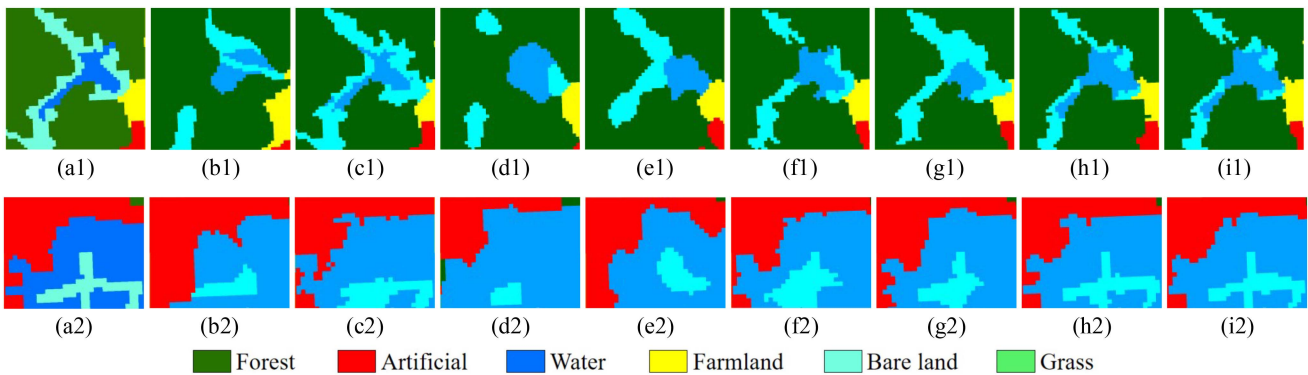 (a1) (b1) (c1) (d1) (e1) (f1) (g1) (h1) (i1)
(a2) (b2) (c2) (d2) (e2) (f2) (g2) (h2) (i2)
Forest Artificial Water Farmland Bare land Grass